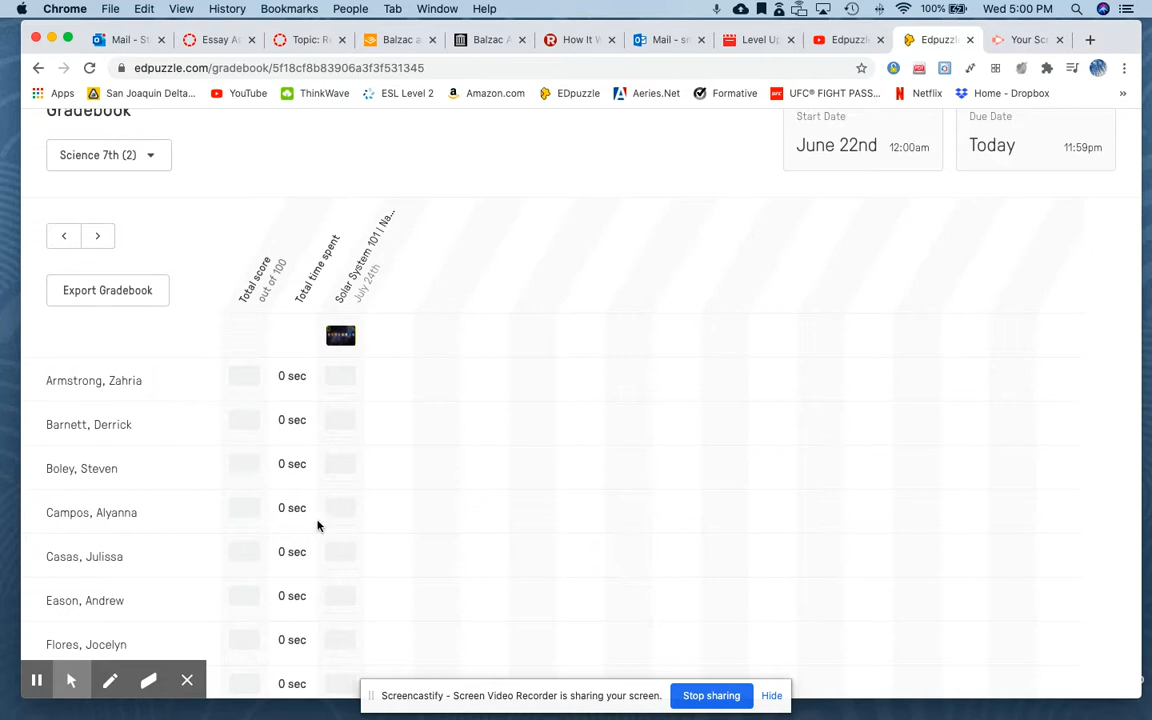 Chrome File Edit View History Bookmarks People Tab Window Help 100% Wed 5:00 PM
Mail - St Essay A Topic: R Balzac a Balzac A How It W Mail - sn Level Up Edpuzzle Edpuzzle Your Scr
edpuzzle.com/gradebook/5f18cf8b83906a3f3f531345
Apps San Joaquin Delta... YouTube ThinkWave ESL Level 2 Amazon.com EDpuzzle Aeries.Net Formative UFC® FIGHT PASS... Netflix Home - Dropbox »
Gradebook
Start Date
Due Date
Science 7th (2)
June 22nd 12:00am
Today 11:59pm
Total score
out of 100
Total time spent
Solar System 101 | Na...
July 24th
Export Gradebook
Armstrong, Zahria 0 sec
Barnett, Derrick 0 sec
Boley, Steven 0 sec
Campos, Alyanna 0 sec
Casas, Julissa 0 sec
Eason, Andrew 0 sec
Flores, Jocelyn 0 sec
0 sec
Screencastify - Screen Video Recorder is sharing your screen. Stop sharing Hide